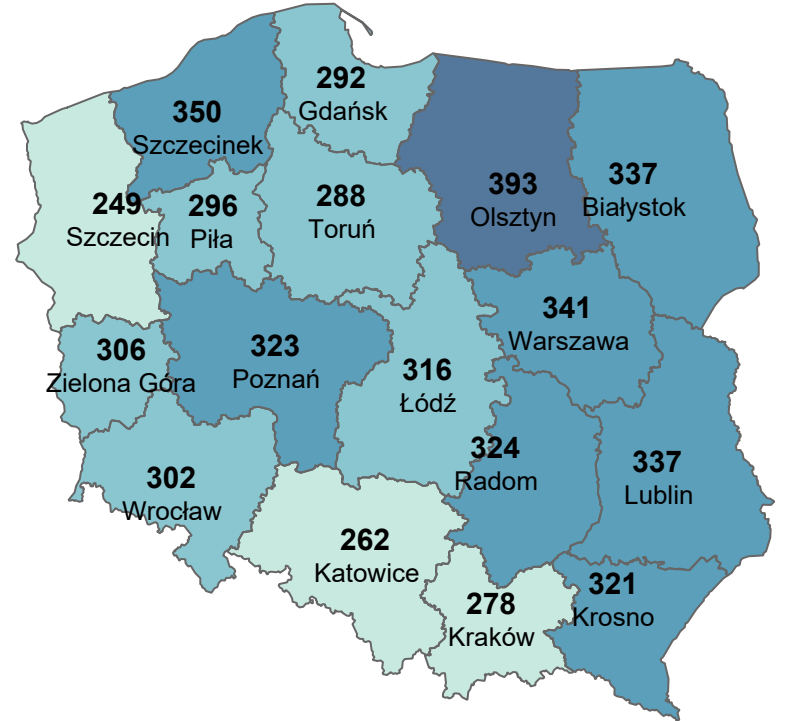 292
Gdańsk
350
Szczecinek
393
Olsztyn
337
Białystok
249
Szczecin
296
Piła
288
Toruń
341
Warszawa
306
Zielona Góra
323
Poznań
316
Łódź
324
Radom
337
Lublin
302
Wrocław
262
Katowice
278
Kraków
321
Krosno